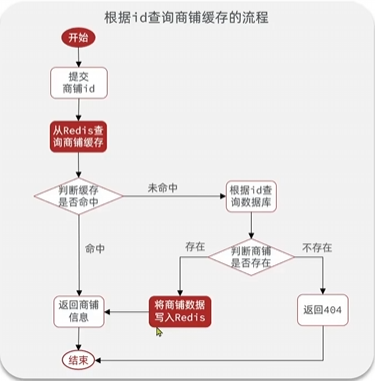 根据id查询商铺缓存的流程
开始
提交
商铺id
从Redis查
询商铺缓存
判断缓存
是否命中
未命中
根据id查
询数据库
命中
存在
判断商铺
是否存在
不存在
返回商铺
信息
将商铺数据
写入Redis
返回404
结束